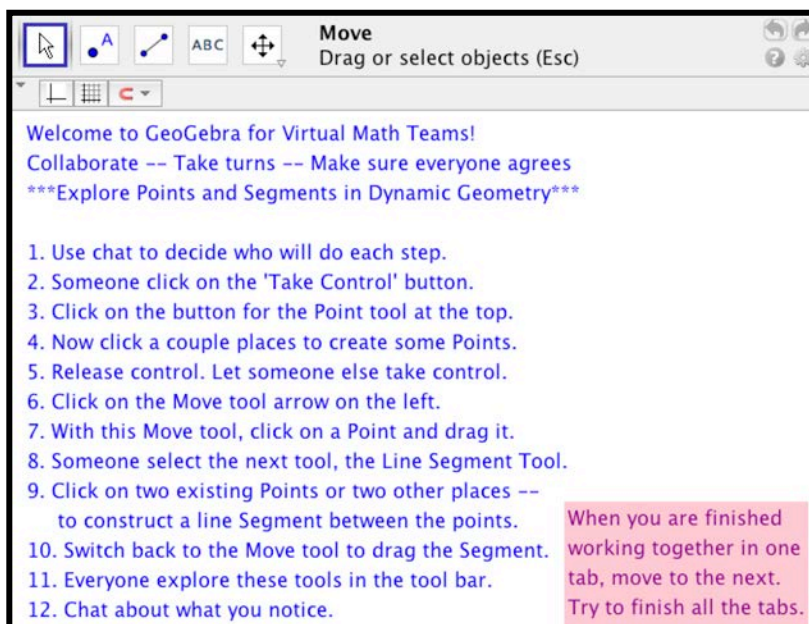 A
ABC
Move
Drag or select objects (Esc)
Welcome to GeoGebra for Virtual Math Teams!
Collaborate -- Take turns -- Make sure everyone agrees
***Explore Points and Segments in Dynamic Geometry***
1. Use chat to decide who will do each step.
2. Someone click on the 'Take Control' button.
3. Click on the button for the Point tool at the top.
4. Now click a couple places to create some Points.
5. Release control. Let someone else take control.
6. Click on the Move tool arrow on the left.
7. With this Move tool, click on a Point and drag it.
8. Someone select the next tool, the Line Segment Tool.
9. Click on two existing Points or two other places --
to construct a line Segment between the points.
10. Switch back to the Move tool to drag the Segment.
11. Everyone explore these tools in the tool bar.
12. Chat about what you notice.
When you are finished
working together in one
tab, move to the next.
Try to finish all the tabs.